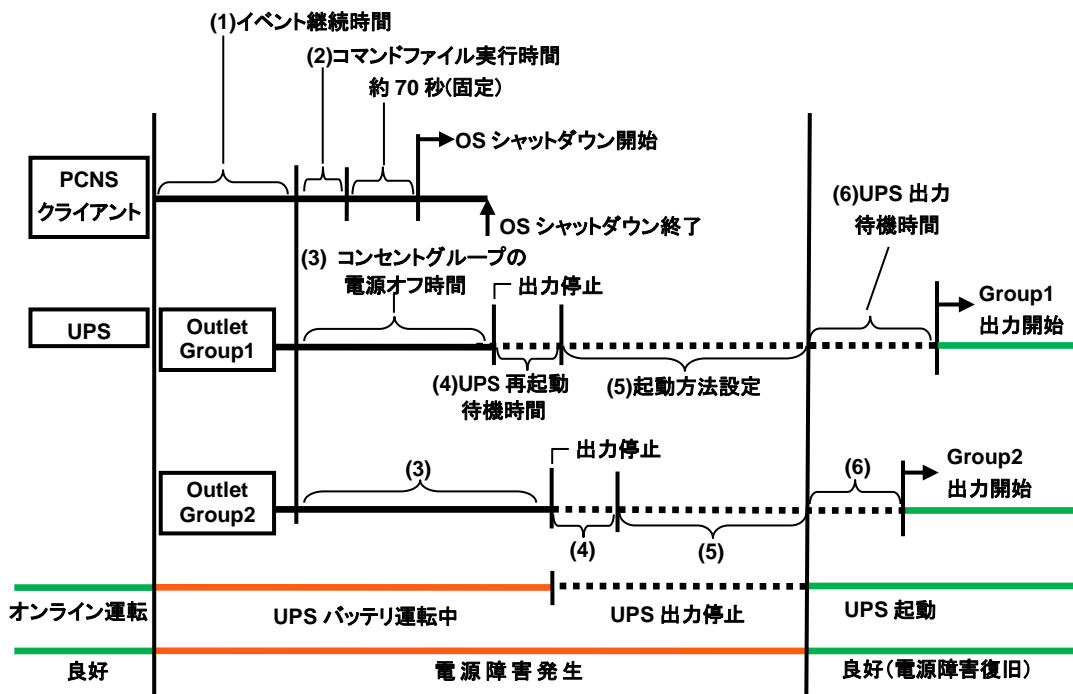 (1)イベント継続時間
(2)コマンドファイル実行時間
約 70 秒(固定)
OS シャットダウン開始
PCNS
クライアント
OS シャットダウン終了
(6)UPS 出力
待機時間
(3) コンセントグループの
電源オフ時間
出力停止
Group1
出力開始
UPS
Outlet
Group1
(4)UPS 再起動
待機時間
(5)起動方法設定
出力停止
(3)
(6)
Group2
出力開始
Outlet
Group2
(4)
(5)
オンライン運転
UPS バッテリ運転中
UPS 出力停止
UPS 起動
良好
電源障害発生
良好(電源障害復旧)